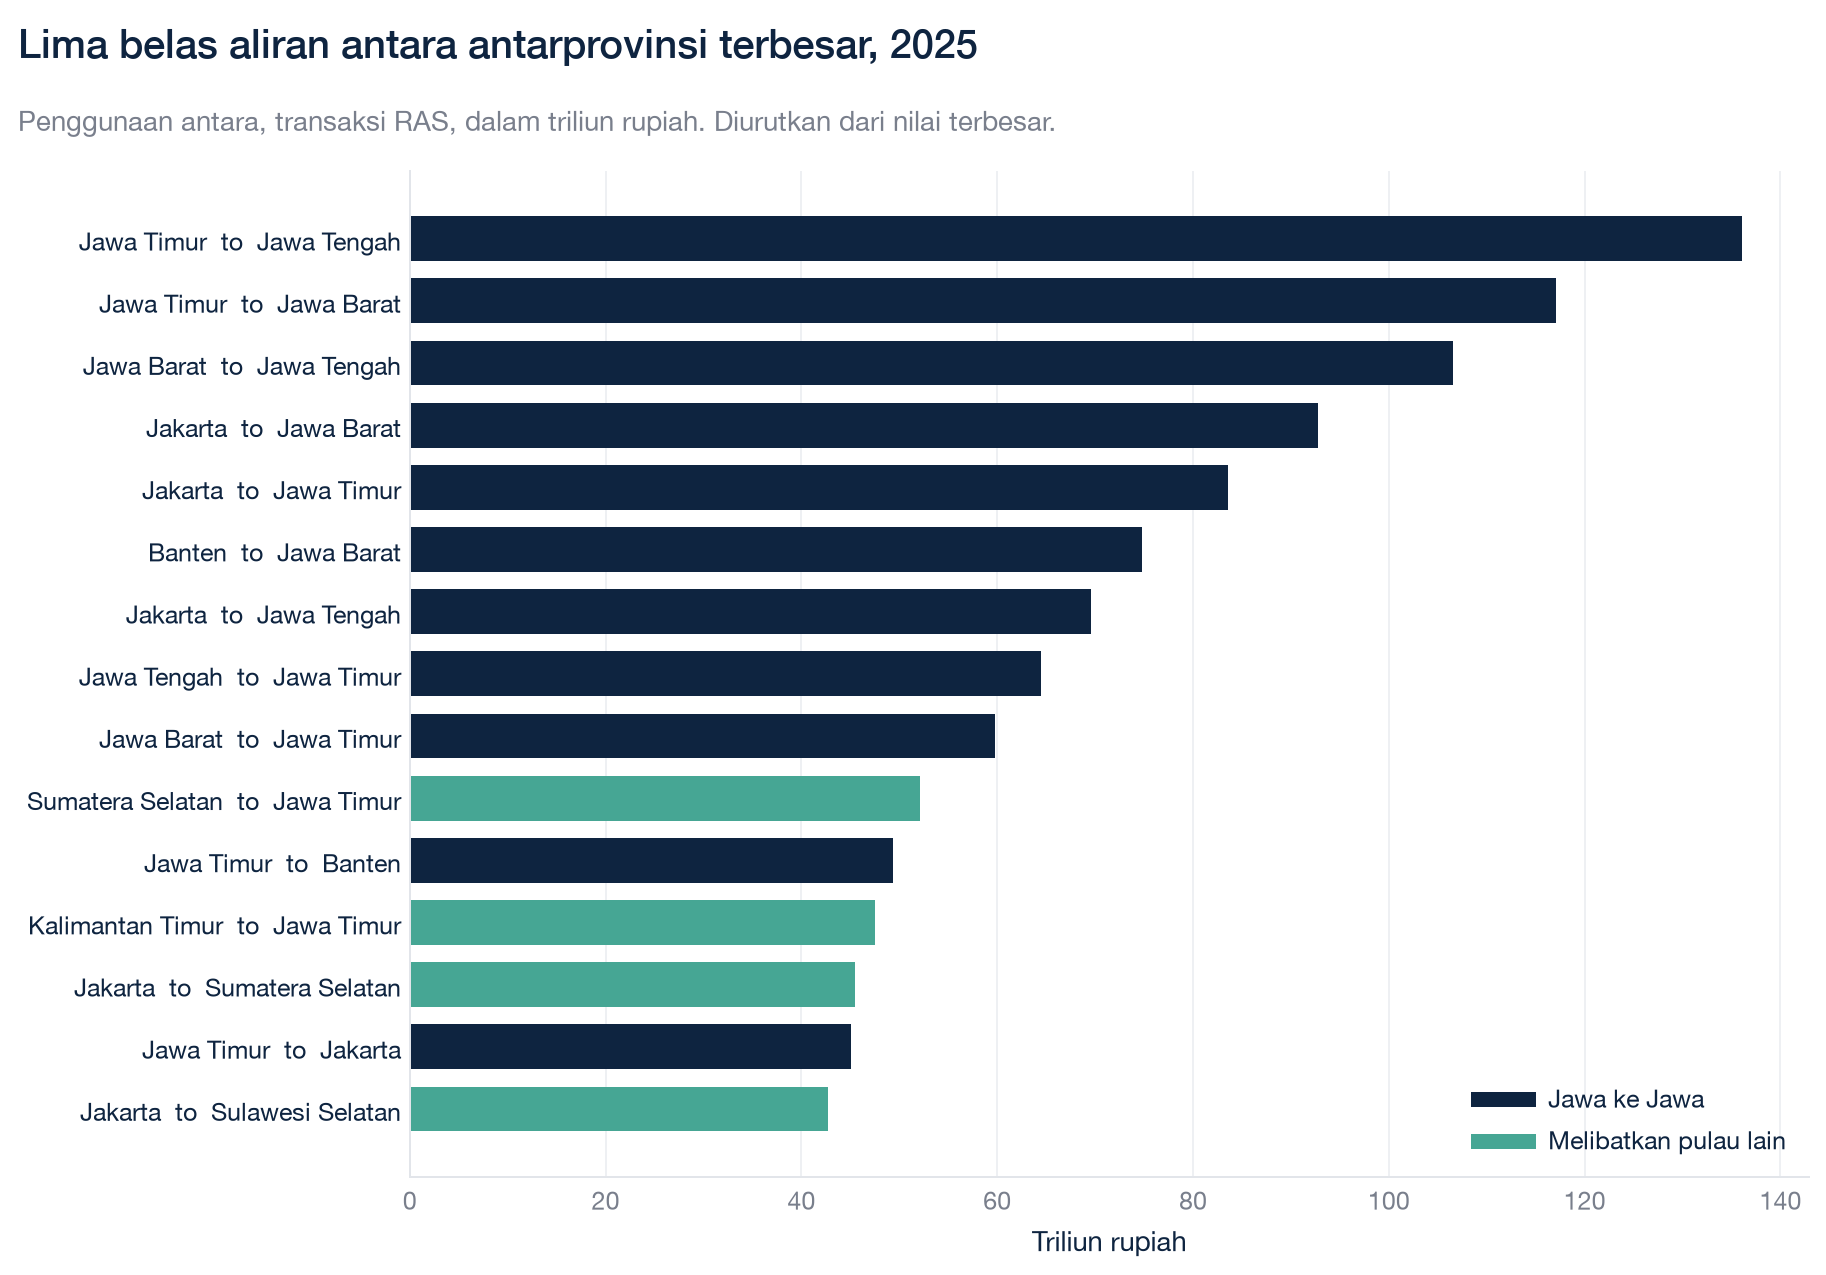 Lima belas aliran antara antarprovinsi terbesar, 2025
Penggunaan antara, transaksi RAS, dalam triliun rupiah. Diurutkan dari nilai terbesar.
Jawa Timur to Jawa Tengah
Jawa Timur to Jawa Barat
Jawa Barat to Jawa Tengah
Jakarta to Jawa Barat
Jakarta to Jawa Timur
Banten to Jawa Barat
Jakarta to Jawa Tengah
Jawa Tengah to Jawa Timur
Jawa Barat to Jawa Timur
Sumatera Selatan to Jawa Timur
Jawa Timur to Banten
Kalimantan Timur to Jawa Timur
Jakarta to Sumatera Selatan
Jawa Timur to Jakarta
Jakarta to Sulawesi Selatan
Jawa ke Jawa
Melibatkan pulau lain
0 20 40 60 80 100 120 140
Triliun rupiah